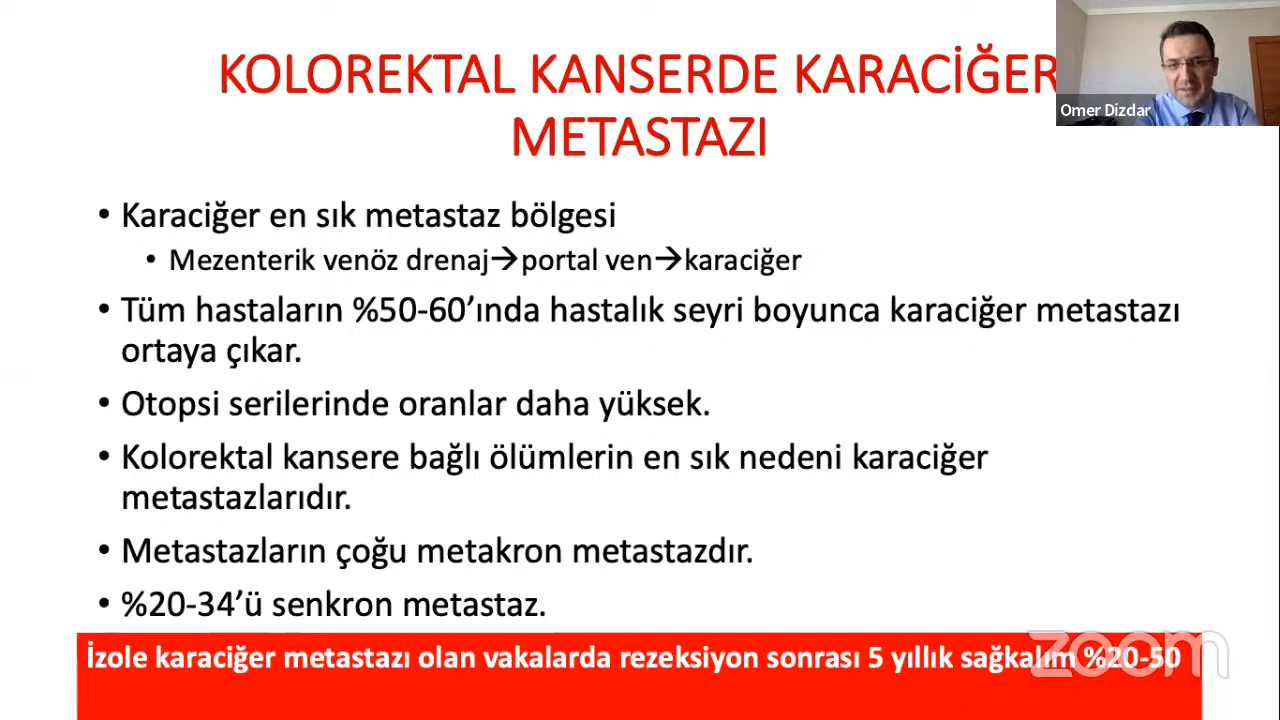 KOLOREKTAL KANSERDE KARACİĞER
METASTAZI
Omer Dizdar
• Karaciğer en sık metastaz bölgesi
• Mezenterik venöz drenaj→portal ven→karaciğer
• Tüm hastaların %50-60’ında hastalık seyri boyunca karaciğer metastazı
ortaya çıkar.
• Otopsi serilerinde oranlar daha yüksek.
• Kolorektal kansere bağlı ölümlerin en sık nedeni karaciğer
metastazlarıdır.
• Metastazların çoğu metakron metastazdır.
• %20-34’ü senkron metastaz.
İzole karaciğer metastazı olan vakalarda rezeksiyon sonrası 5 yıllık sağkalım %20-50
zoom